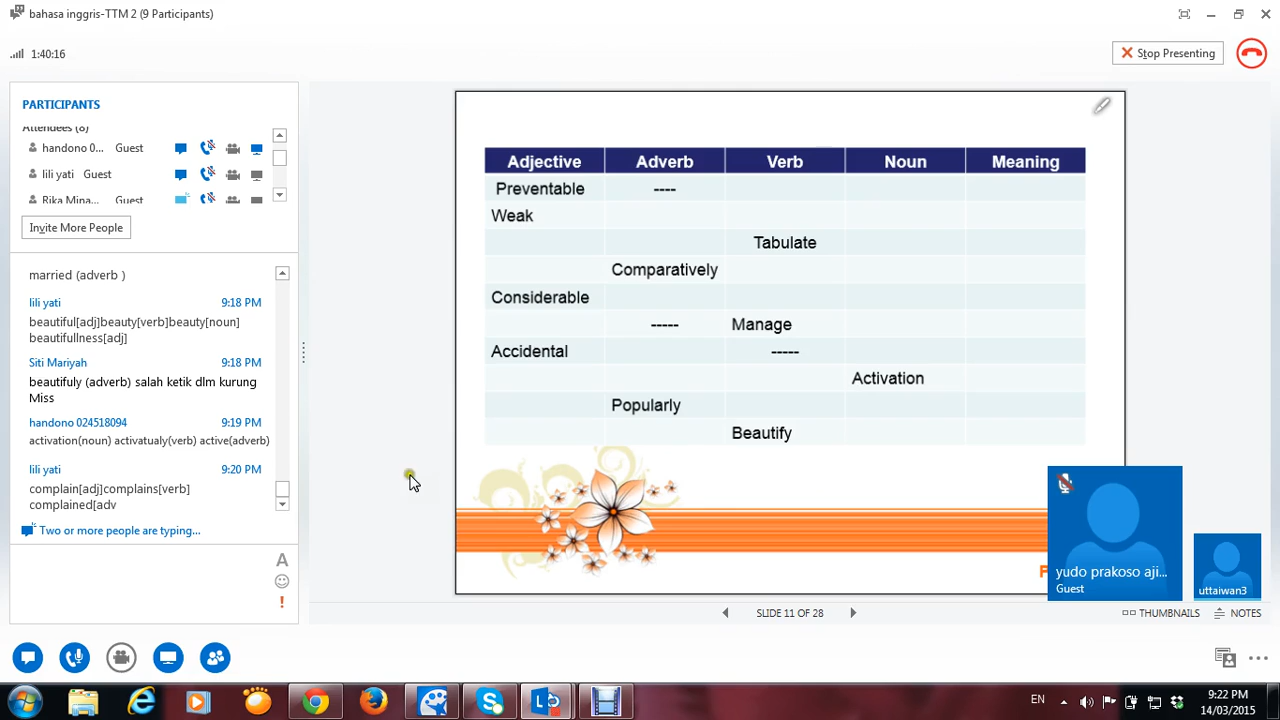 bahasa inggris-TTM 2 (9 Participants)
1:40:16
Stop Presenting
PARTICIPANTS
Attendees (8)
handono 0... Guest
lili yati Guest
Rika Mina... Guest
Invite More People
married (adverb )
lili yati 9:18 PM
beautiful[adj]beauty[verb]beauty[noun]
beautifullness[adj]
Siti Mariyah 9:18 PM
beautifuly (adverb) salah ketik dlm kurung
Miss
handono 024518094 9:19 PM
activation(noun) activatualy(verb) active(adverb)
lili yati 9:20 PM
complain[adj]complains[verb]
complained[adv
Two or more people are typing...
A
!
Adjective Adverb Verb Noun Meaning
Preventable ----
Weak
Tabulate
Comparatively
Considerable
----- Manage
Accidental -----
Activation
Popularly
Beautify
yudo prakoso aji...
Guest
uttaiwan3
SLIDE 11 OF 28
THUMBNAILS
NOTES
EN
9:22 PM
14/03/2015